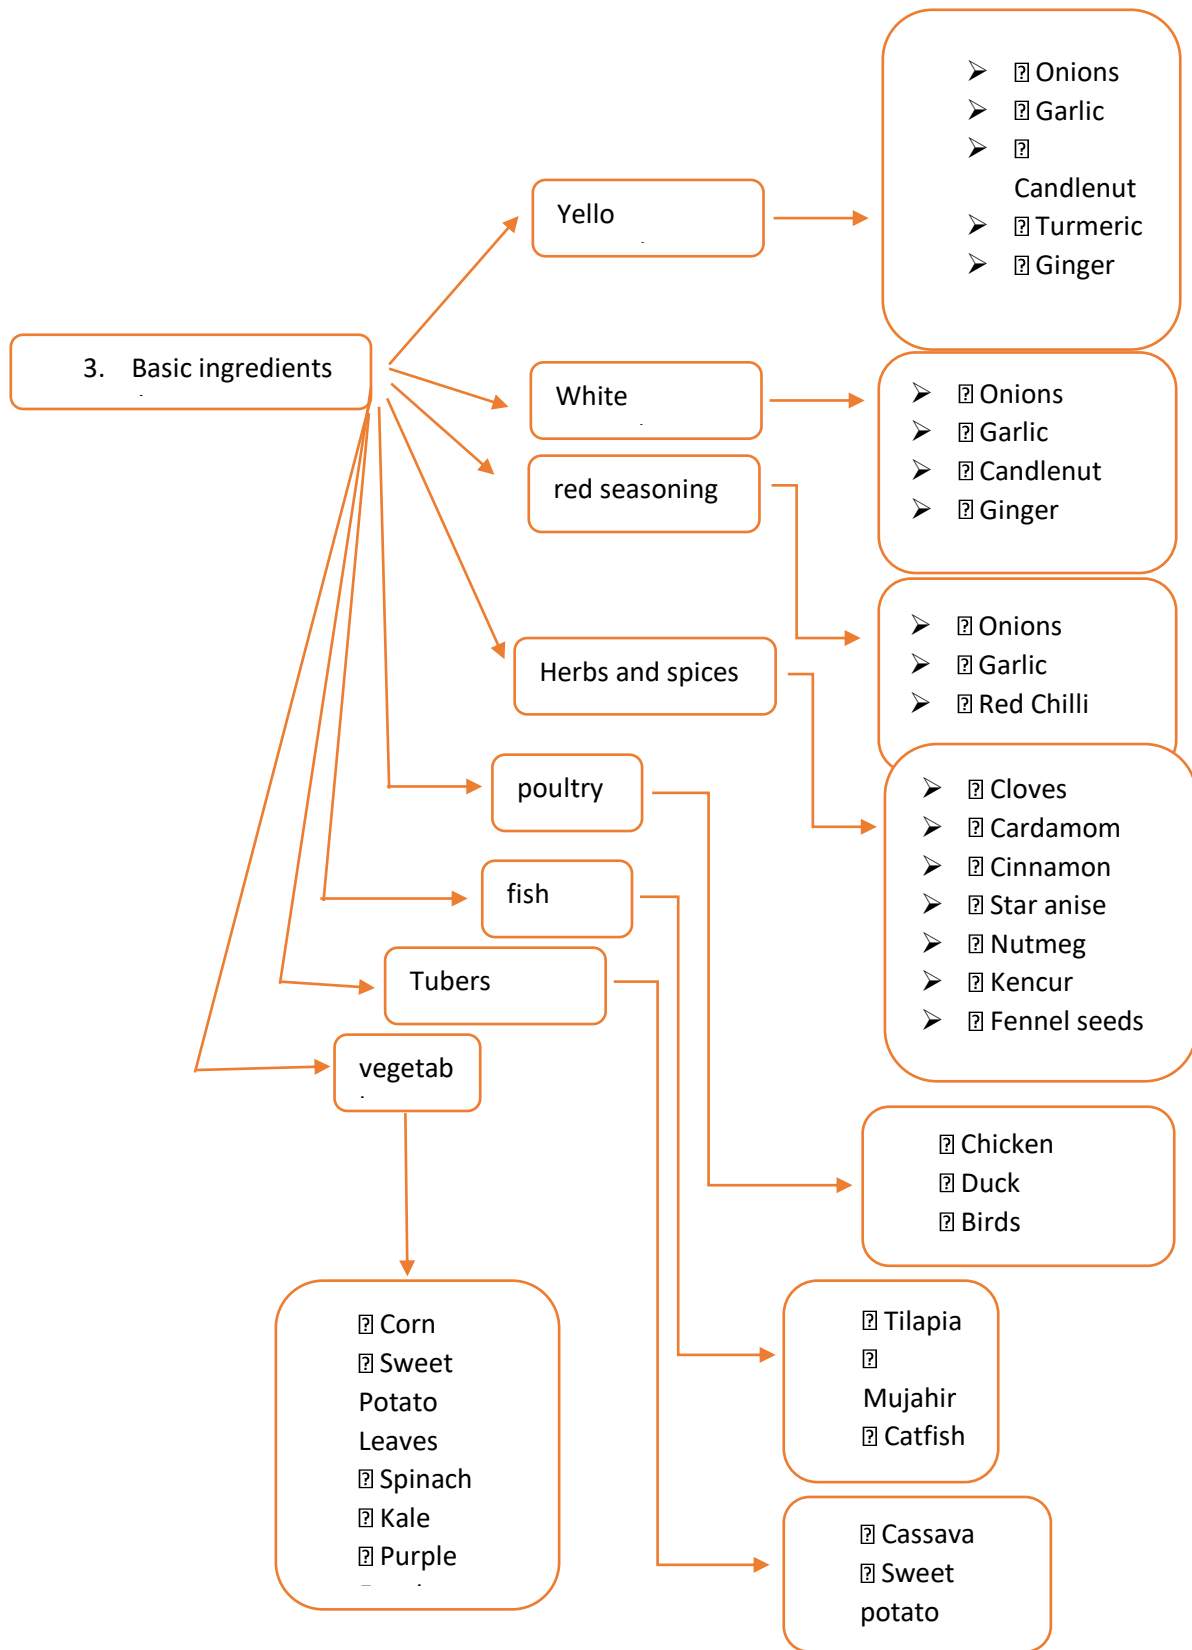 3. Basic ingredients
Yello
White
red seasoning
Herbs and spices
poultry
fish
Tubers
vegetab
➢ Onions
➢ Garlic
➢
Candlenut
➢ Turmeric
➢ Ginger
➢ Onions
➢ Garlic
➢ Candlenut
➢ Ginger
➢ Onions
➢ Garlic
➢ Red Chilli
➢ Cloves
➢ Cardamom
➢ Cinnamon
➢ Star anise
➢ Nutmeg
➢ Kencur
➢ Fennel seeds
Chicken
Duck
Birds
Tilapia
Mujahir
Catfish
Cassava
Sweet
potato
Corn
Sweet
Potato
Leaves
Spinach
Kale
Purple